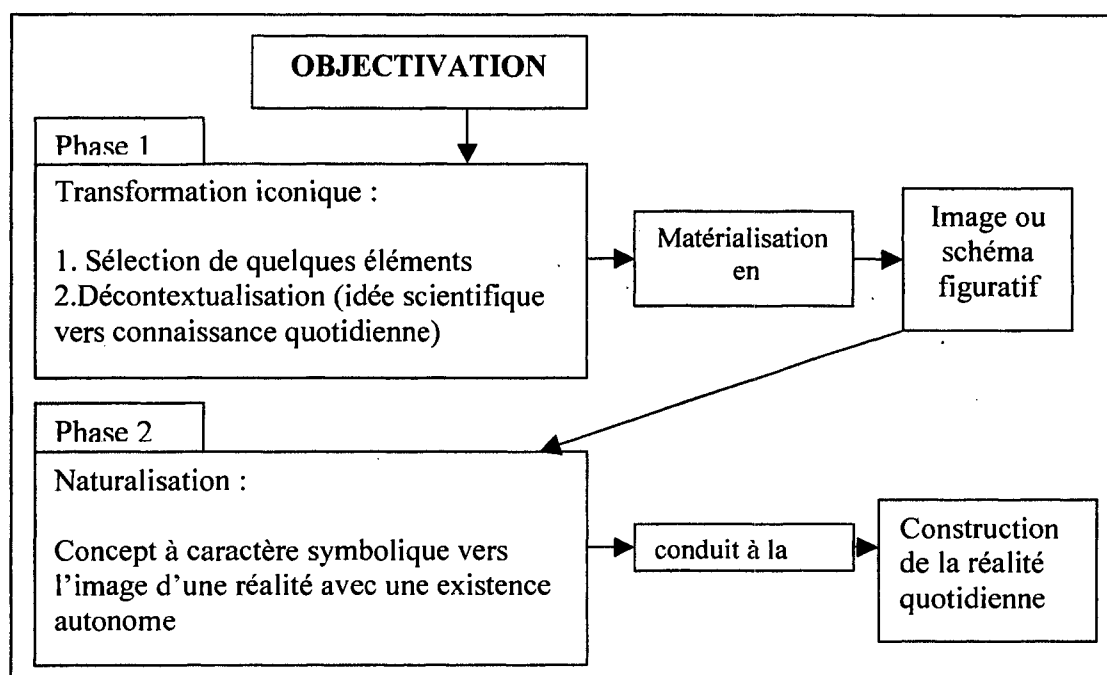 OBJECTIVATION
Phase 1
Transformation iconique :
1. Sélection de quelques éléments
2.Décontextualisation (idée scientifique
vers connaissance quotidienne)
Matérialisation
en
Image ou
schéma
figuratif
Phase 2
Naturalisation :
Concept à caractère symbolique vers
l'image d'une réalité avec une existence
autonome
conduit à la
Construction
de la réalité
quotidienne